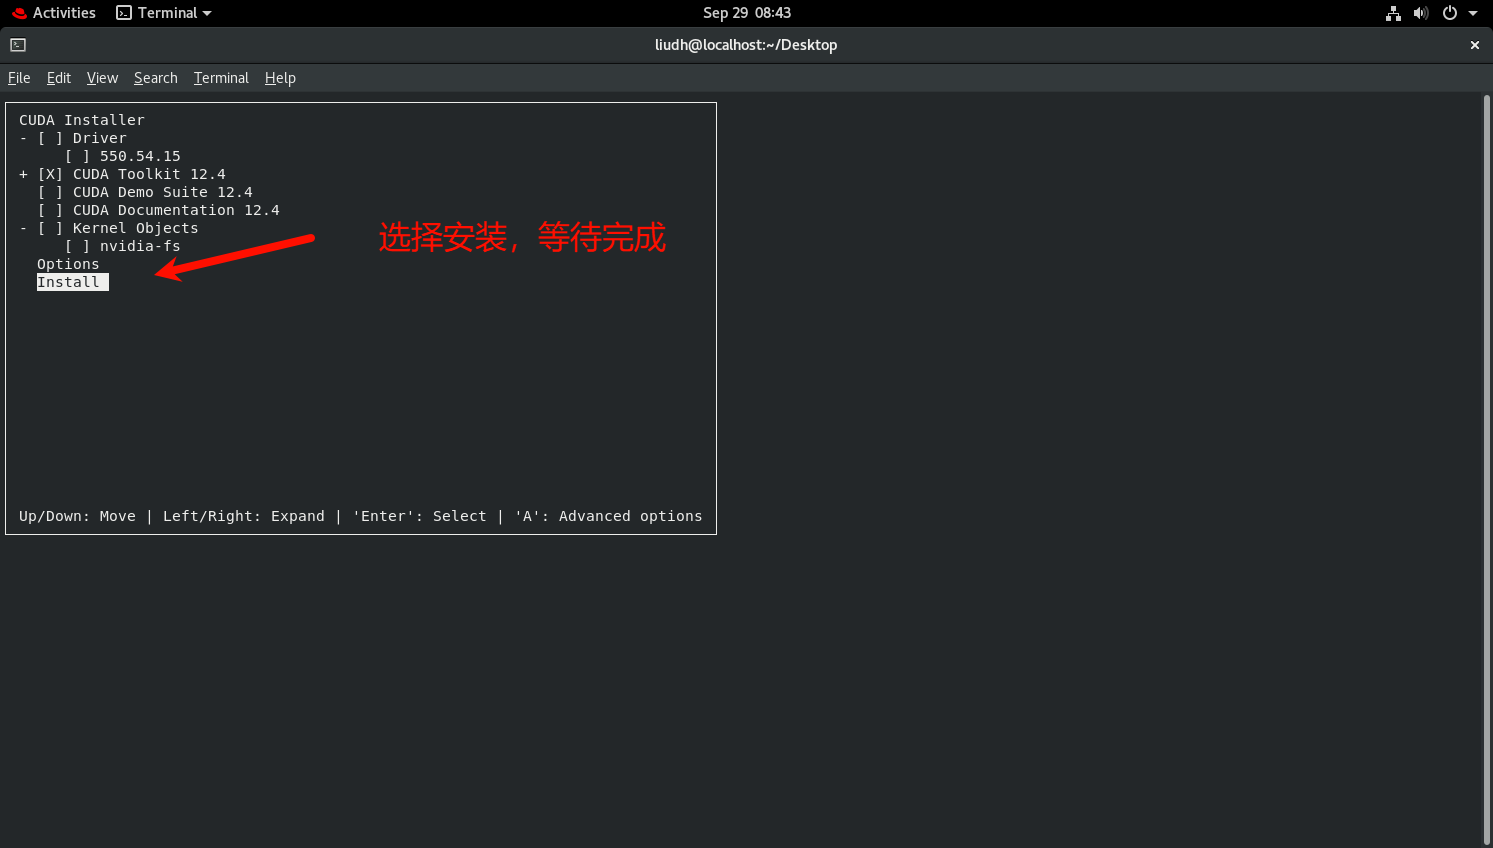 Activities Terminal Sep 29 08:43
liudh@localhost:~/Desktop
File Edit View Search Terminal Help
CUDA Installer
- [ ] Driver
[ ] 550.54.15
+ [X] CUDA Toolkit 12.4
[ ] CUDA Demo Suite 12.4
[ ] CUDA Documentation 12.4
- [ ] Kernel Objects
[ ] nvidia-fs
Options
Install
选择安装，等待完成
Up/Down: Move | Left/Right: Expand | 'Enter': Select | 'A': Advanced options